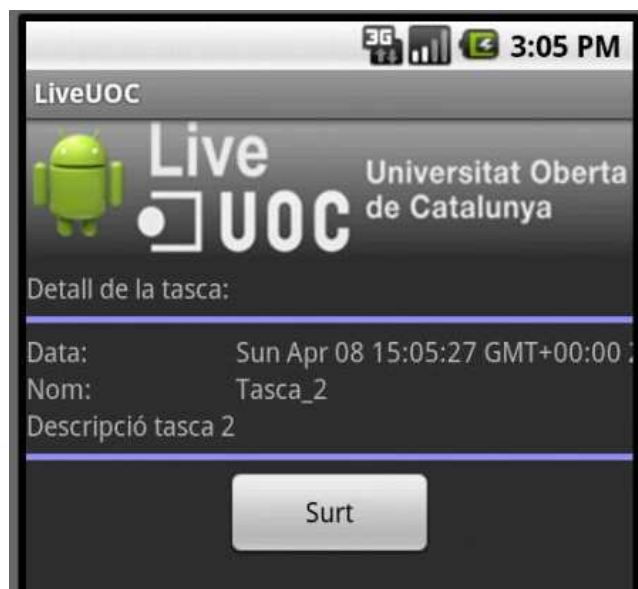 3G 3:05 PM
LiveUOC
Live
UOC
Universitat Oberta
de Catalunya
Detall de la tasca:
Data: Sun Apr 08 15:05:27 GMT+00:00
Nom: Tasca_2
Descripció tasca 2
Surt